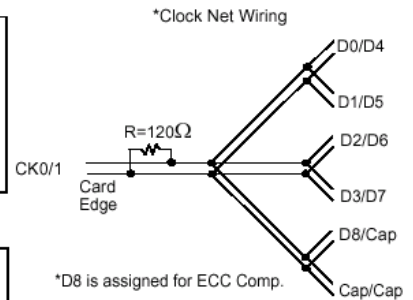 *Clock Net Wiring
D0/D4
D1/D5
R=120Ω
D2/D6
CK0/1
Card
Edge
D3/D7
D8/Cap
*D8 is assigned for ECC Comp.
Cap/Cap